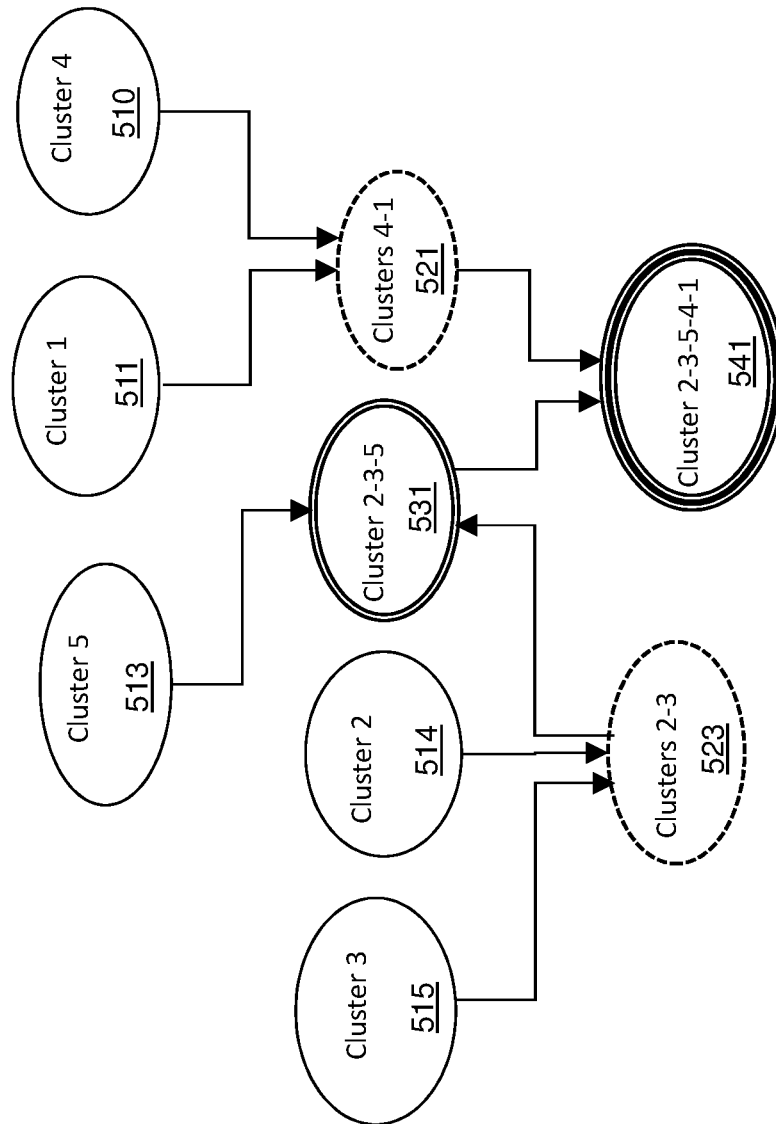 Cluster 4
510
Cluster 1
511
Cluster 5
513
Clusters 4-1
521
Cluster 2-3-5
531
Cluster 2
514
Cluster 3
515
Cluster 2-3-5-4-1
541
Clusters 2-3
523